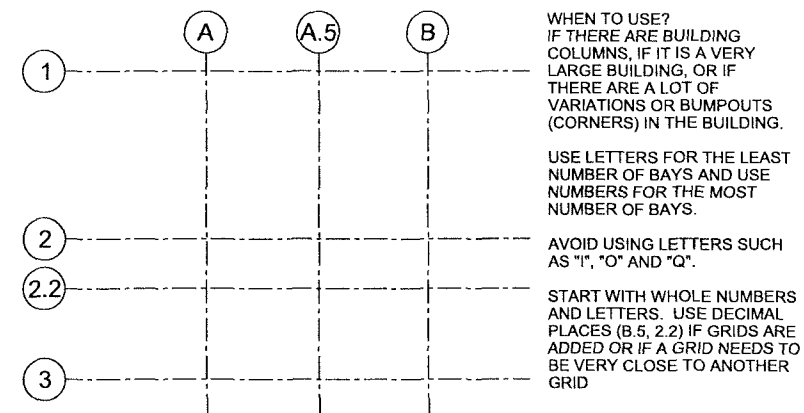 A A.5 B
1
2
2.2
3
WHEN TO USE?
IF THERE ARE BUILDING
COLUMNS, IF IT IS A VERY
LARGE BUILDING, OR IF
THERE ARE A LOT OF
VARIATIONS OR BUMPOUTS
(CORNERS) IN THE BUILDING.
USE LETTERS FOR THE LEAST
NUMBER OF BAYS AND USE
NUMBERS FOR THE MOST
NUMBER OF BAYS.
AVOID USING LETTERS SUCH
AS "I", "O" AND "Q".
START WITH WHOLE NUMBERS
AND LETTERS. USE DECIMAL
PLACES (B.5, 2.2) IF GRIDS ARE
ADDED OR IF A GRID NEEDS TO
BE VERY CLOSE TO ANOTHER
GRID